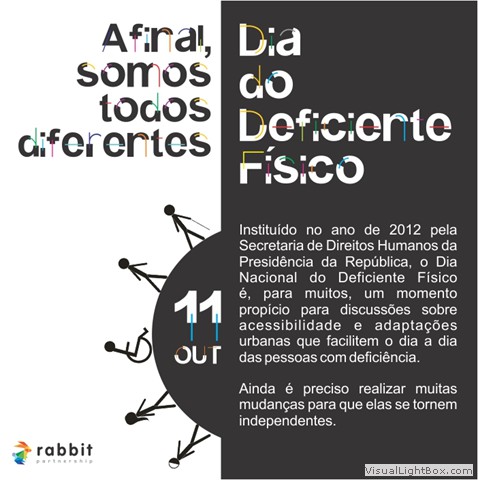 Afinal,
somos
todos
diferentes
Dia
do
Deficiente
Físico
Instituído no ano de 2012 pela
Secretaria de Direitos Humanos da
Presidência da República, o Dia
Nacional do Deficiente Físico
é, para muitos, um momento
propício para discussões sobre
acessibilidade e adaptações
urbanas que facilitem o dia a dia
das pessoas com deficiência.
Ainda é preciso realizar muitas
mudanças para que elas se tornem
independentes.
11
OUT
rabbit
partnership
VisualLightBox.com